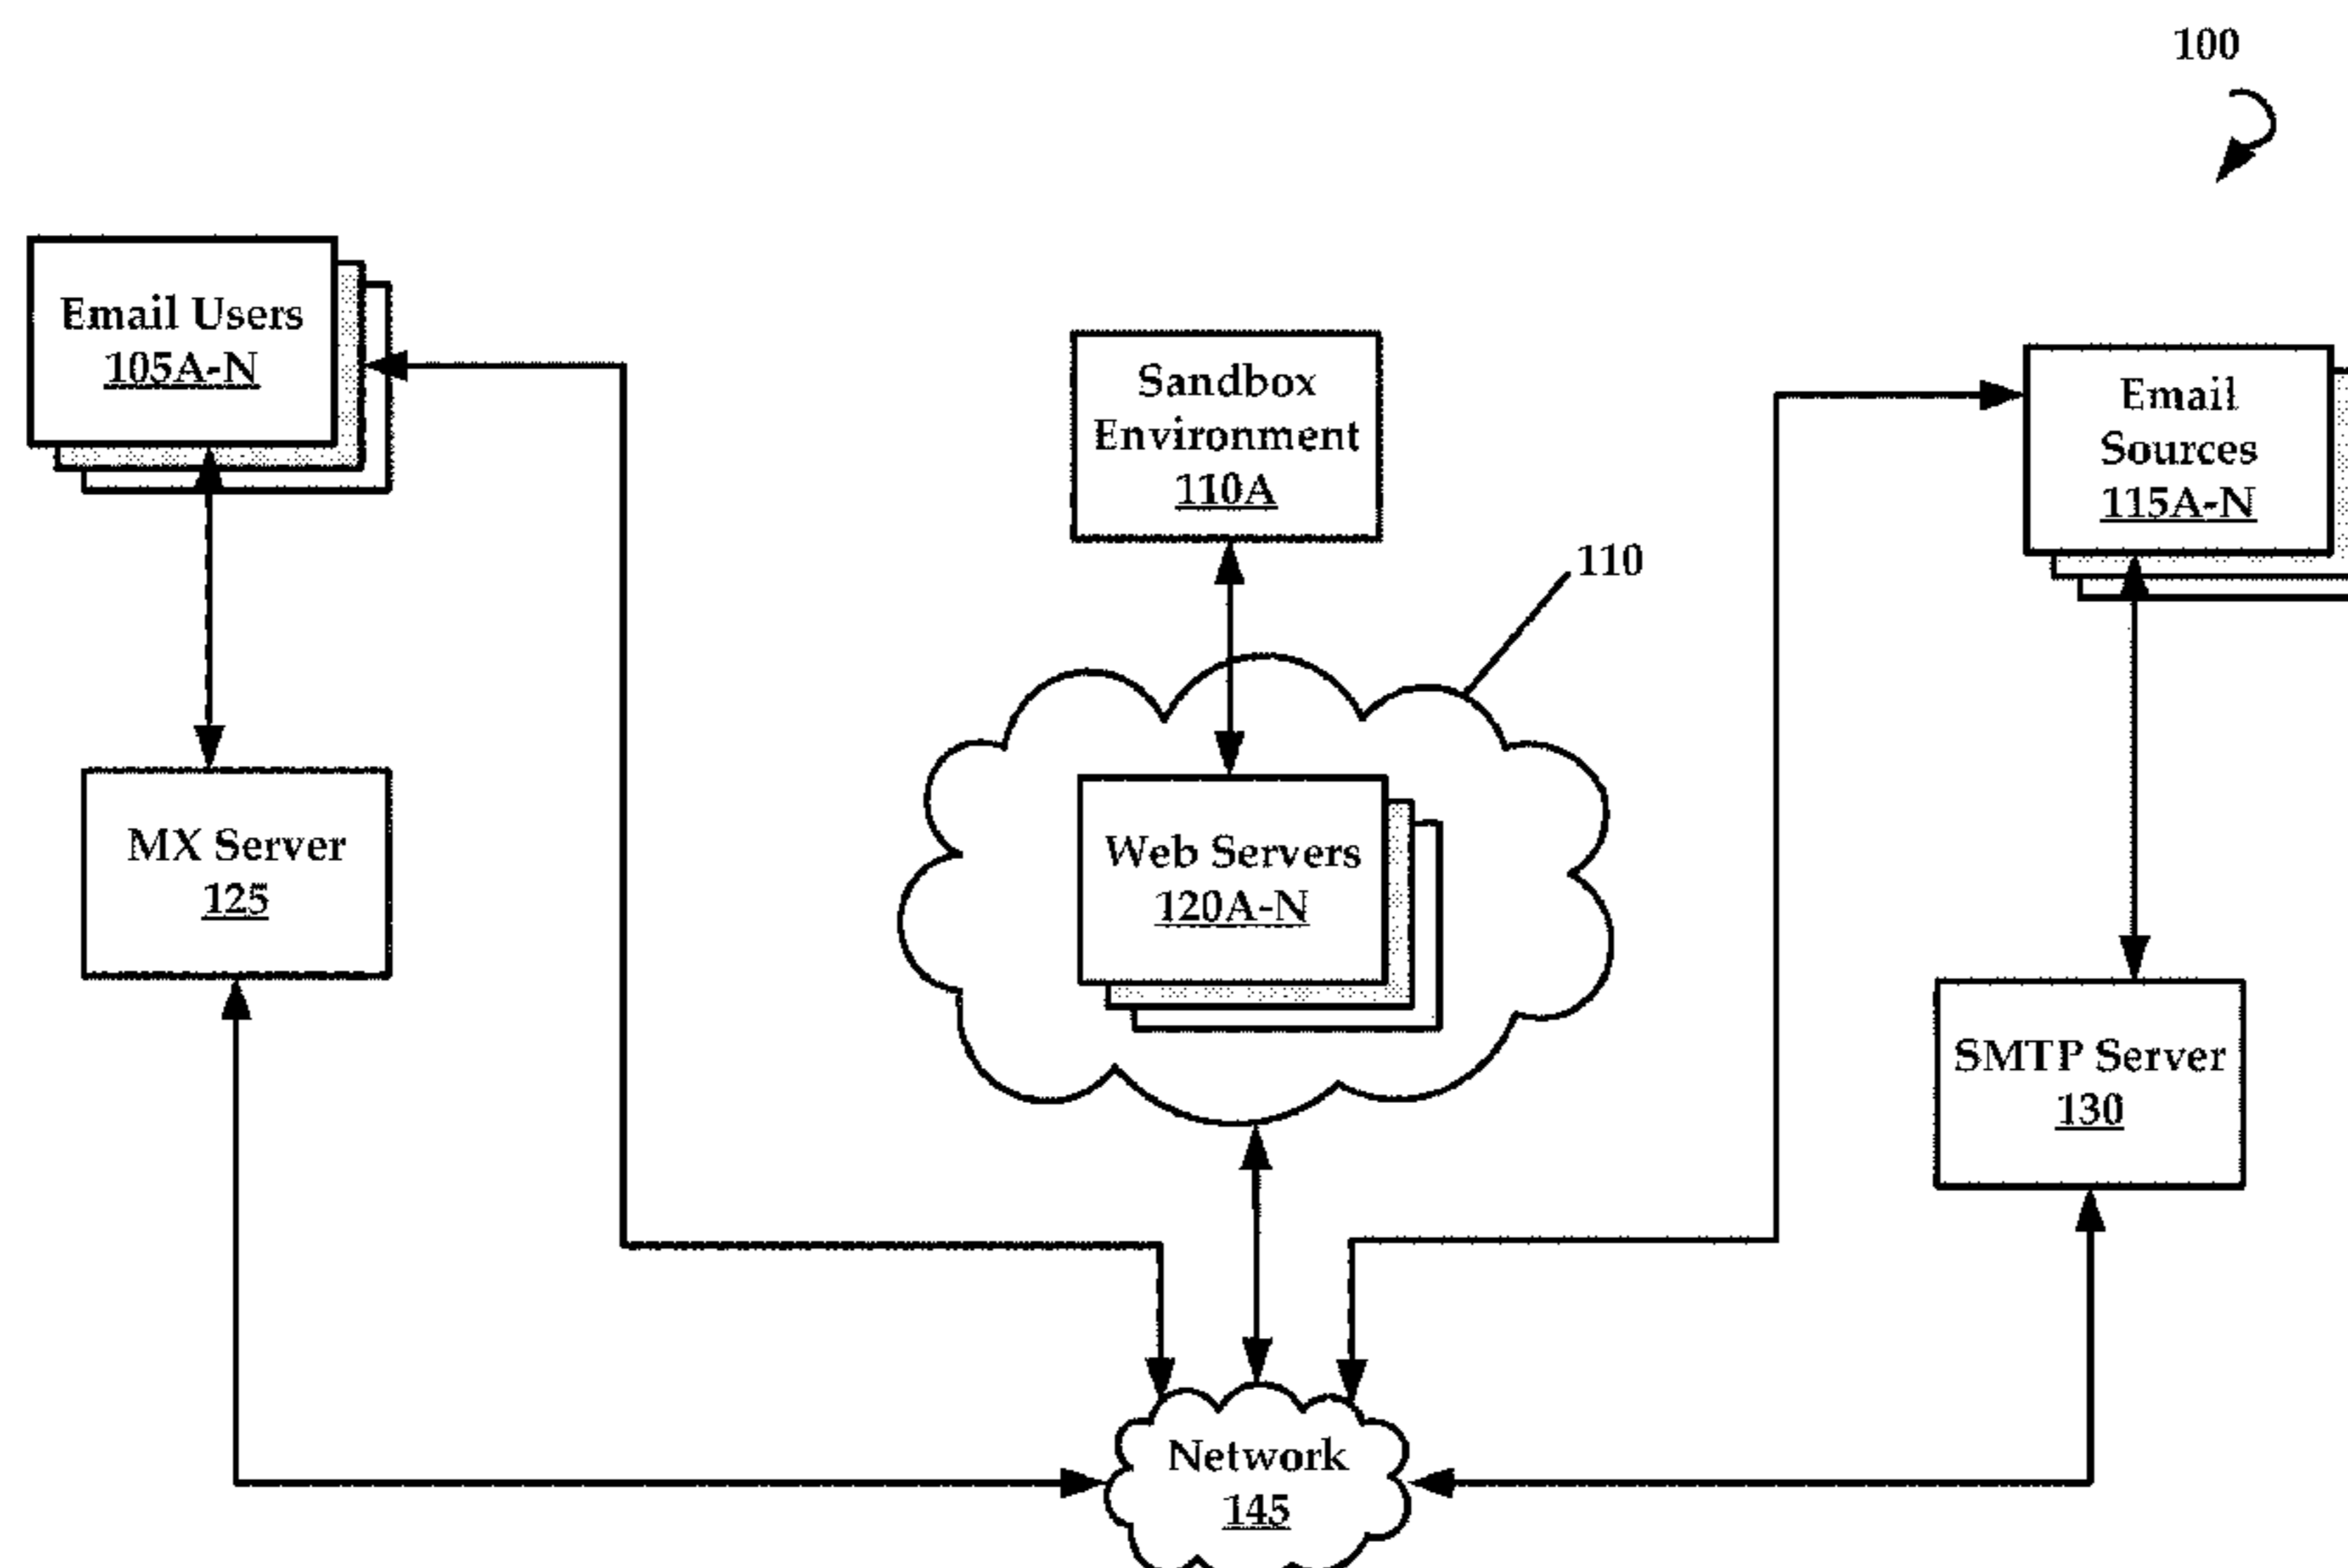 100
Email Users
105A-N
Sandbox
Environment
110A
Email
Sources
115A-N
110
MX Server
125
Web Servers
120A-N
SMTP Server
130
Network
145